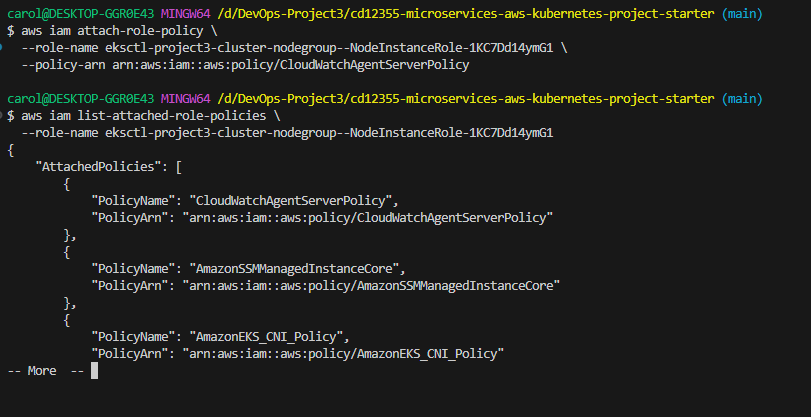 carol@DESKTOP-GGR0E43 MINGW64 /d/DevOps-Project3/cd12355-microservices-aws-kubernetes-project-starter (main)
$ aws iam attach-role-policy \
  --role-name eksctl-project3-cluster-nodegroup--NodeInstanceRole-1KC7Dd14ymG1 \
  --policy-arn arn:aws:iam::aws:policy/CloudWatchAgentServerPolicy

carol@DESKTOP-GGR0E43 MINGW64 /d/DevOps-Project3/cd12355-microservices-aws-kubernetes-project-starter (main)
$ aws iam list-attached-role-policies \
  --role-name eksctl-project3-cluster-nodegroup--NodeInstanceRole-1KC7Dd14ymG1
{
    "AttachedPolicies": [
        {
            "PolicyName": "CloudWatchAgentServerPolicy",
            "PolicyArn": "arn:aws:iam::aws:policy/CloudWatchAgentServerPolicy"
        },
        {
            "PolicyName": "AmazonSSMManagedInstanceCore",
            "PolicyArn": "arn:aws:iam::aws:policy/AmazonSSMManagedInstanceCore"
        },
        {
            "PolicyName": "AmazonEKS_CNI_Policy",
            "PolicyArn": "arn:aws:iam::aws:policy/AmazonEKS_CNI_Policy"
-- More  --